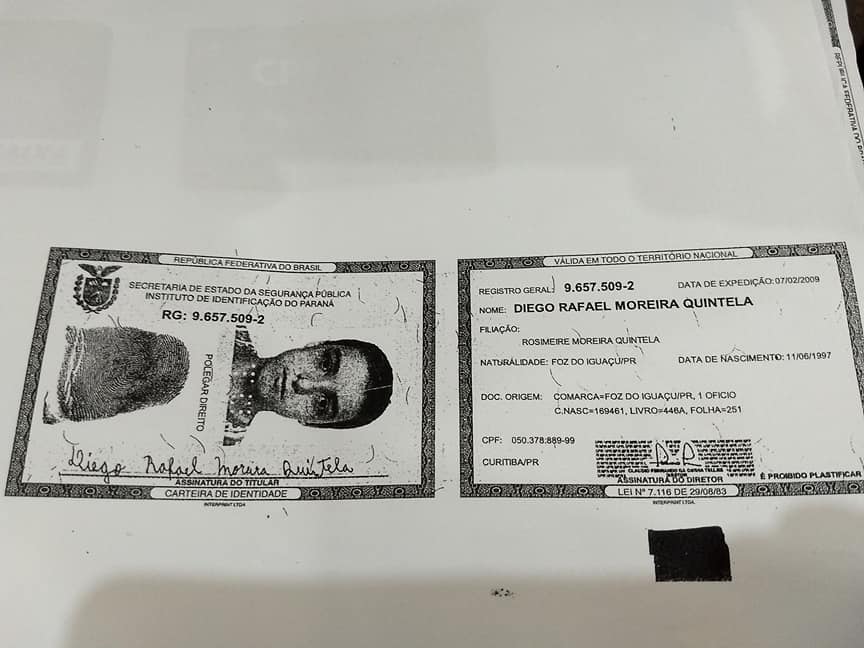 REPÚBLICA FEDERATIVA DO BRASIL
SECRETARIA DE ESTADO DA SEGURANÇA PÚBLICA
INSTITUTO DE IDENTIFICAÇÃO DO PARANÁ
RG: 9.657.509-2
POLEGAR DIREITO
Diego Rafael Moreira Quintela
ASSINATURA DO TITULAR
CARTEIRA DE IDENTIDADE
INTERPRINT LTDA
VÁLIDA EM TODO O TERRITÓRIO NACIONAL
REGISTRO GERAL: 9.657.509-2 DATA DE EXPEDIÇÃO: 07/02/2009
NOME: DIEGO RAFAEL MOREIRA QUINTELA
FILIAÇÃO:
ROSIMEIRE MOREIRA QUINTELA
NATURALIDADE: FOZ DO IGUAÇU/PR DATA DE NASCIMENTO: 11/06/1997
DOC. ORIGEM: COMARCA=FOZ DO IGUAÇU/PR, 1 OFICIO
C.NASC=169461, LIVRO=446A, FOLHA=251
CPF: 050.378.889-99
CURITIBA/PR
ASSINATURA DO DIRETOR
É PROIBIDO PLASTIFICAR
LEI Nº 7.116 DE 29/08/83
INTERPRINT LTDA.
REPÚBLICA FEDERATIVA DO